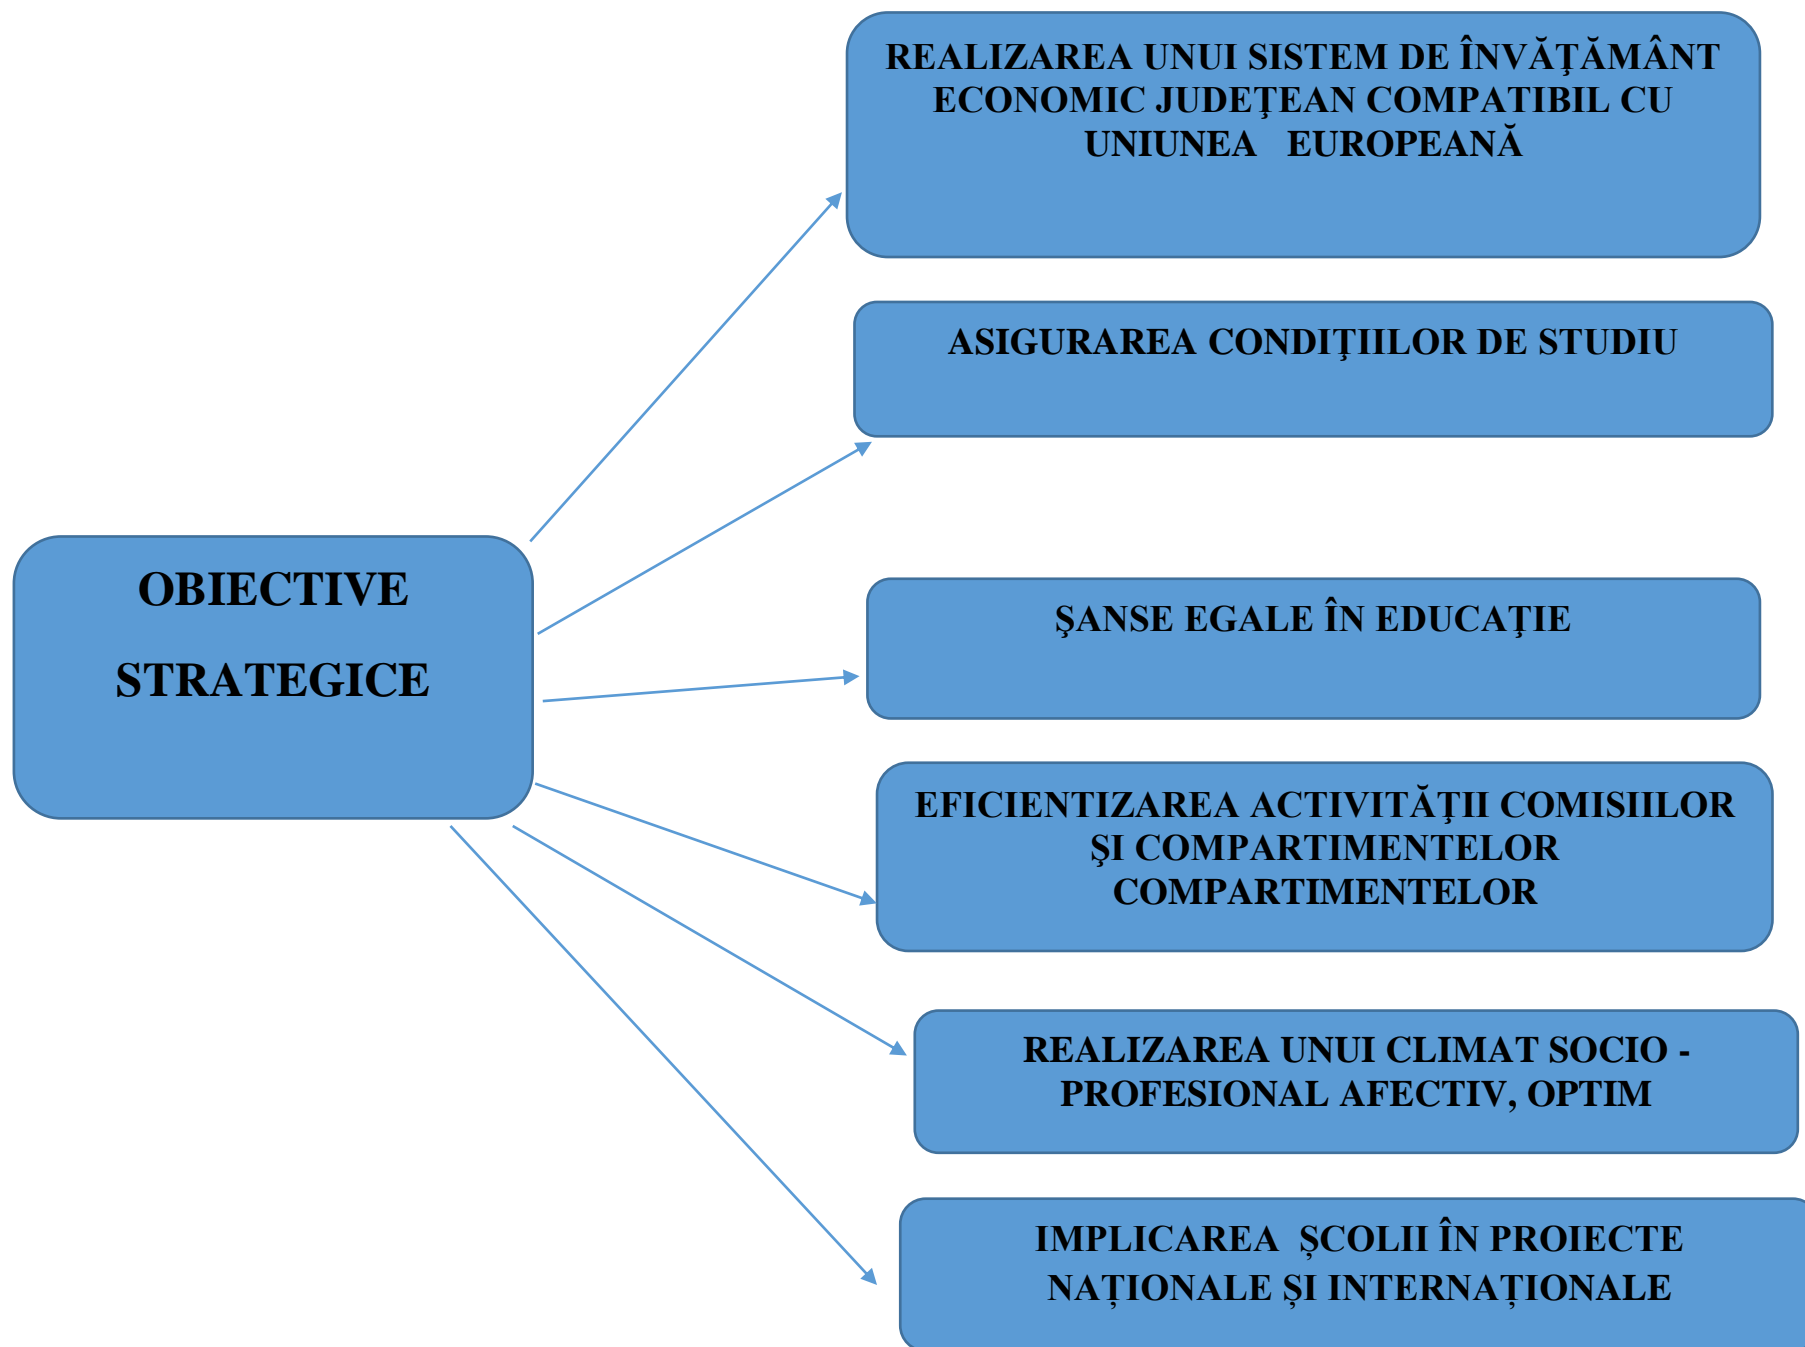 REALIZAREA UNUI SISTEM DE ÎNVĂŢĂMÂNT
ECONOMIC JUDEŢEAN COMPATIBIL CU
UNIUNEA EUROPEANĂ
ASIGURAREA CONDIŢIILOR DE STUDIU
OBIECTIVE
STRATEGICE
ŞANSE EGALE ÎN EDUCAŢIE
EFICIENTIZAREA ACTIVITĂŢII COMISIILOR
ŞI COMPARTIMENTELOR
COMPARTIMENTELOR
REALIZAREA UNUI CLIMAT SOCIO -
PROFESIONAL AFECTIV, OPTIM
IMPLICAREA ȘCOLII ÎN PROIECTE
NAȚIONALE ȘI INTERNAȚIONALE